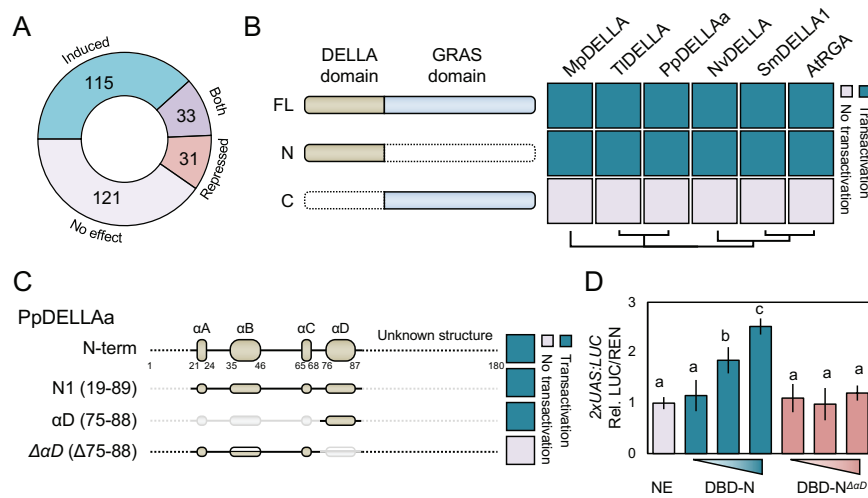 A
Induced
115
Both
33
31
Repressed
121
No effect
B
DELLA
domain
GRAS
domain
MpDELLA
TlDELLA
PpDELLAa
NvDELLA
SmDELLA1
AtRGA
FL
N
C
Transactivation
No transactivation
C
PpDELLAa
αA αB αC αD
N-term
Unknown structure
1 21 24 35 46 65 68 76 87 180
N1 (19-89)
αD (75-88)
ΔαD (Δ75-88)
Transactivation
No transactivation
D
2xUAS:LUC
Rel. LUC/REN
3
2
1
0
a a b c a a a
NE DBD-N DBD-NΔαD